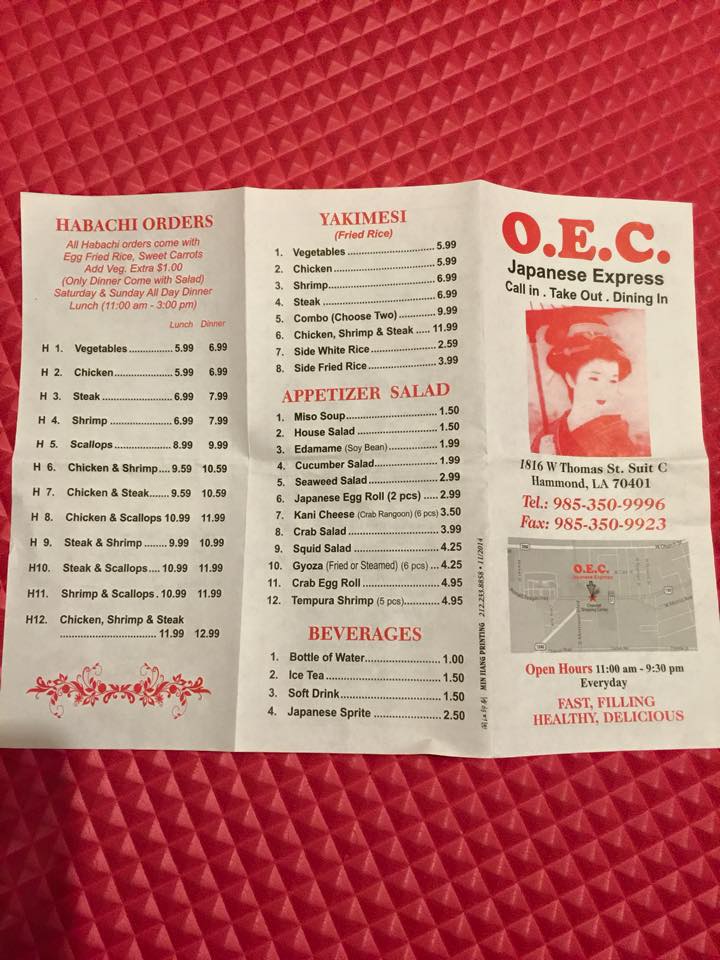 HABACHI ORDERS
All Habachi orders come with
Egg Fried Rice, Sweet Carrots
Add Veg. Extra $1.00
(Only Dinner Come with Salad)
Saturday & Sunday All Day Dinner
Lunch (11:00 am - 3:00 pm)
Lunch Dinner
H 1. Vegetables ................ 5.99 6.99
H 2. Chicken .................... 5.99 6.99
H 3. Steak ........................ 6.99 7.99
H 4. Shrimp ...................... 6.99 7.99
H 5. Scallops .................... 8.99 9.99
H 6. Chicken & Shrimp .... 9.59 10.59
H 7. Chicken & Steak ....... 9.59 10.59
H 8. Chicken & Scallops 10.99 11.99
H 9. Steak & Shrimp ........ 9.99 10.99
H10. Steak & Scallops .... 10.99 11.99
H11. Shrimp & Scallops . 10.99 11.99
H12. Chicken, Shrimp & Steak
............................... 11.99 12.99
YAKIMESI
(Fried Rice)
1. Vegetables ............................ 5.99
2. Chicken ................................ 5.99
3. Shrimp .................................. 6.99
4. Steak .................................... 6.99
5. Combo (Choose Two) .......... 9.99
6. Chicken, Shrimp & Steak .... 11.99
7. Side White Rice .................... 2.59
8. Side Fried Rice ..................... 3.99
APPETIZER SALAD
1. Miso Soup ............................ 1.50
2. House Salad ......................... 1.50
3. Edamame (Soy Bean) ............. 1.99
4. Cucumber Salad ................... 1.99
5. Seaweed Salad ..................... 2.99
6. Japanese Egg Roll (2 pcs) ..... 2.99
7. Kani Cheese (Crab Rangoon) (6 pcs) 3.50
8. Crab Salad ............................ 3.99
9. Squid Salad .......................... 4.25
10. Gyoza (Fried or Steamed) (6 pcs) ... 4.25
11. Crab Egg Roll ....................... 4.95
12. Tempura Shrimp (5 pcs) .......... 4.95
BEVERAGES
1. Bottle of Water ..................... 1.00
2. Ice Tea .................................. 1.50
3. Soft Drink ............................. 1.50
4. Japanese Sprite .................... 2.50
MIN JIANG PRINTING 212.233.8858 • 11/2014
O.E.C.
Japanese Express
Call in . Take Out . Dining In
1816 W Thomas St. Suit C
Hammond, LA 70401
Tel.: 985-350-9996
Fax: 985-350-9923
O.E.C.
Japanese Express
Open Hours 11:00 am - 9:30 pm
Everyday
FAST, FILLING
HEALTHY, DELICIOUS